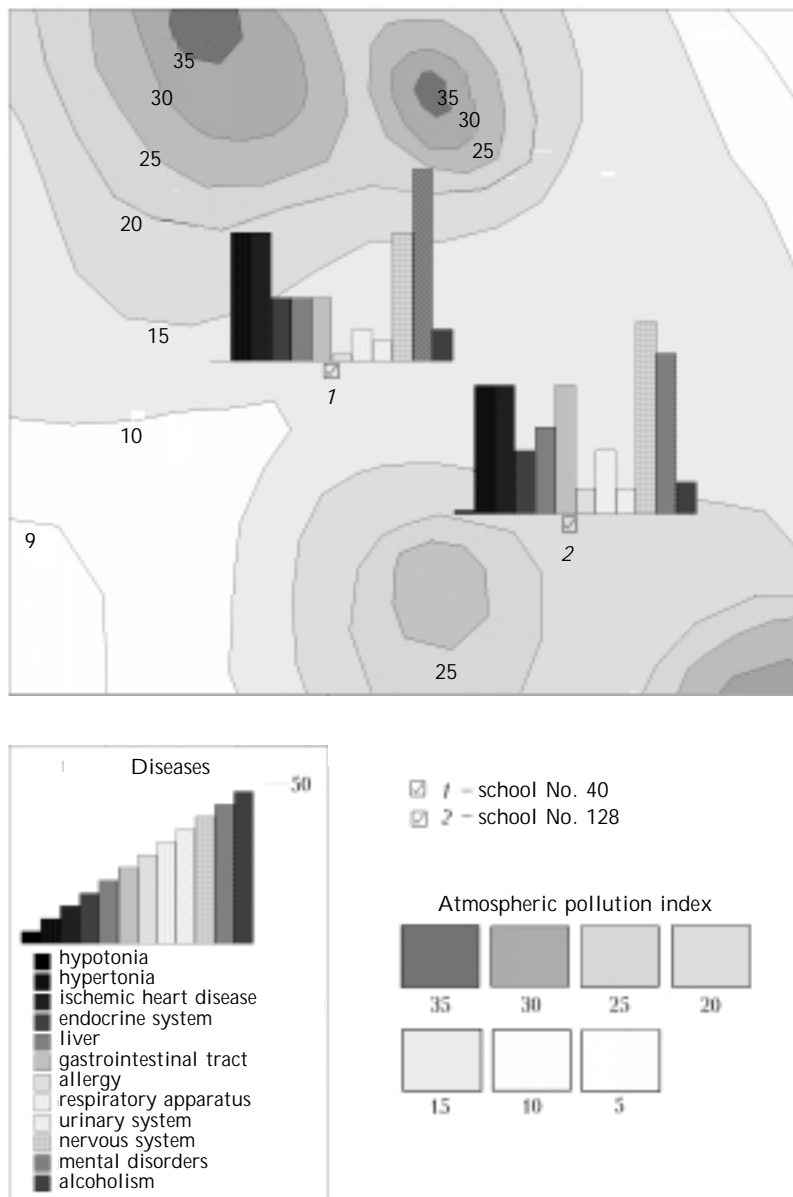 35
35
30
30
25
25
20
15
1
10
9
2
25
Diseases
50
1 – school No. 40
2 – school No. 128
Atmospheric pollution index
35 30 25 20
15 10 5
hypotonia
hypertonia
ischemic heart disease
endocrine system
liver
gastrointestinal tract
allergy
respiratory apparatus
urinary system
nervous system
mental disorders
alcoholism